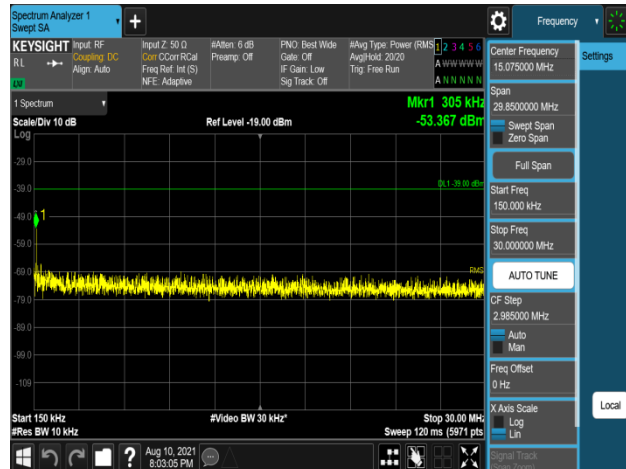 Spectrum Analyzer 1
Swept SA
+
Frequency
KEYSIGHT
RL
LXI
Input: RF
Coupling: DC
Align: Auto
Input Z: 50 Ω
Corr CCorr RCal
Freq Ref: Int (S)
NFE: Adaptive
#Atten: 6 dB
Preamp: Off
PNO: Best Wide
Gate: Off
IF Gain: Low
Sig Track: Off
#Avg Type: Power (RMS
Avg|Hold: 20/20
Trig: Free Run
1 2 3 4 5 6
A W W W W W
A N N N N N
1 Spectrum
Scale/Div 10 dB
Ref Level -19.00 dBm
Mkr1 305 kHz
-53.367 dBm
Log
-29.0
-39.0
DL1 -39.00 dBm
-49.0
1
-59.0
-69.0
RMS
-79.0
-89.0
-99.0
-109
Start 150 kHz
#Video BW 30 kHz*
Stop 30.00 MHz
#Res BW 10 kHz
Sweep 120 ms (5971 pts
?
Aug 10, 2021
8:03:05 PM
Center Frequency
15.075000 MHz
Settings
Span
29.8500000 MHz
Swept Span
Zero Span
Full Span
Start Freq
150.000 kHz
Stop Freq
30.000000 MHz
AUTO TUNE
CF Step
2.985000 MHz
Auto
Man
Freq Offset
0 Hz
X Axis Scale
Log
Lin
Local
Signal Track
(Span Zoom)